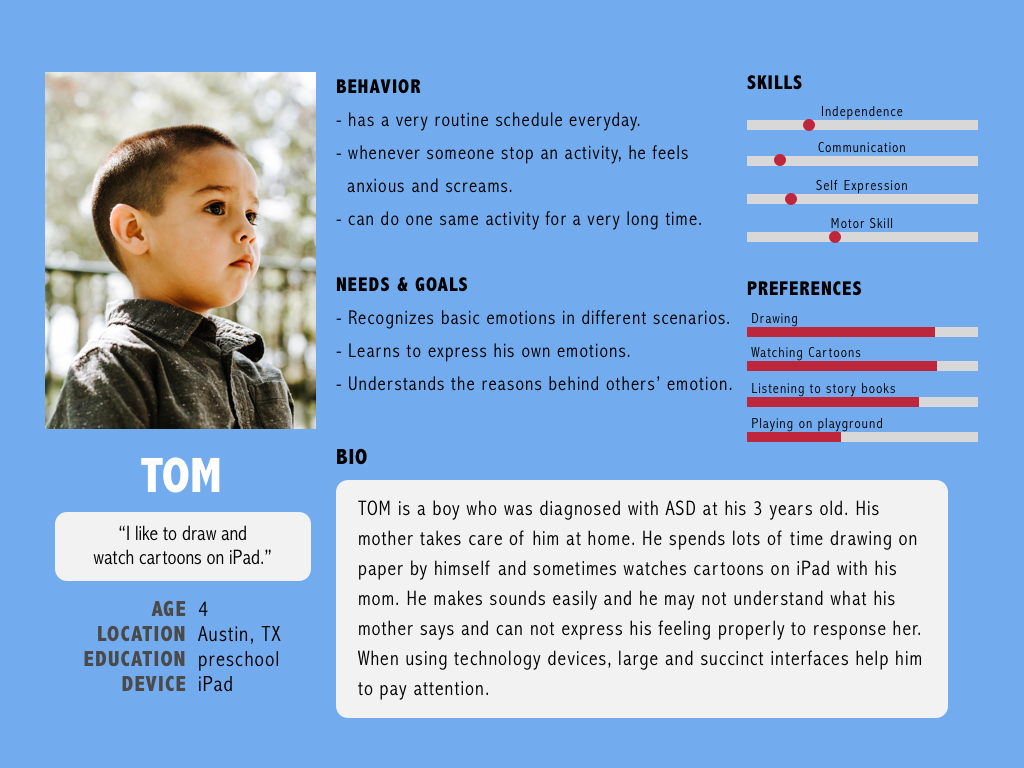 BEHAVIOR
- has a very routine schedule everyday.
- whenever someone stop an activity, he feels
anxious and screams.
- can do one same activity for a very long time.
NEEDS & GOALS
- Recognizes basic emotions in different scenarios.
- Learns to express his own emotions.
- Understands the reasons behind others’ emotion.
SKILLS
Independence
Communication
Self Expression
Motor Skill
PREFERENCES
Drawing
Watching Cartoons
Listening to story books
Playing on playground
TOM
“I like to draw and
watch cartoons on iPad.”
AGE 4
LOCATION Austin, TX
EDUCATION preschool
DEVICE iPad
BIO
TOM is a boy who was diagnosed with ASD at his 3 years old. His
mother takes care of him at home. He spends lots of time drawing on
paper by himself and sometimes watches cartoons on iPad with his
mom. He makes sounds easily and he may not understand what his
mother says and can not express his feeling properly to response her.
When using technology devices, large and succinct interfaces help him
to pay attention.